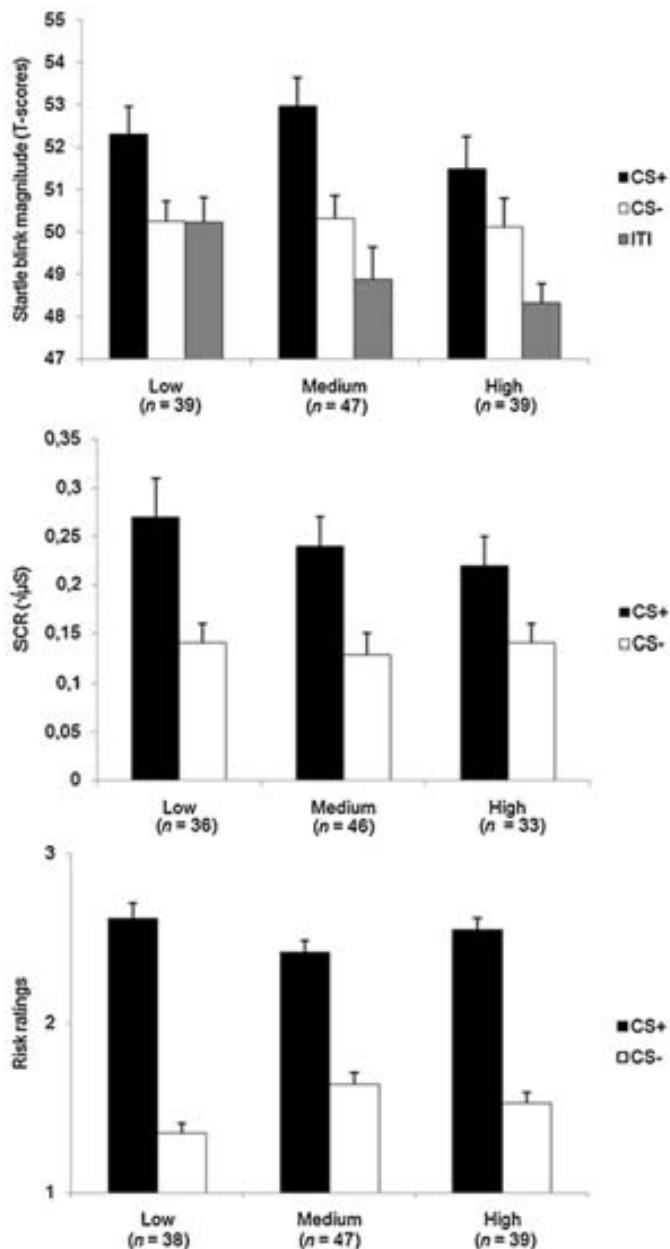 55
54
53
52
51
50
49
48
47
Startle blink magnitude (T-scores)
CS+
CS-
ITI
Low Medium High
(n = 39) (n = 47) (n = 39)
0,35
0,3
0,25
0,2
0,15
0,1
0,05
0
SCR (√µS)
CS+
CS-
Low Medium High
(n = 36) (n = 46) (n = 33)
3
2
1
Risk ratings
CS+
CS-
Low Medium High
(n = 38) (n = 47) (n = 39)